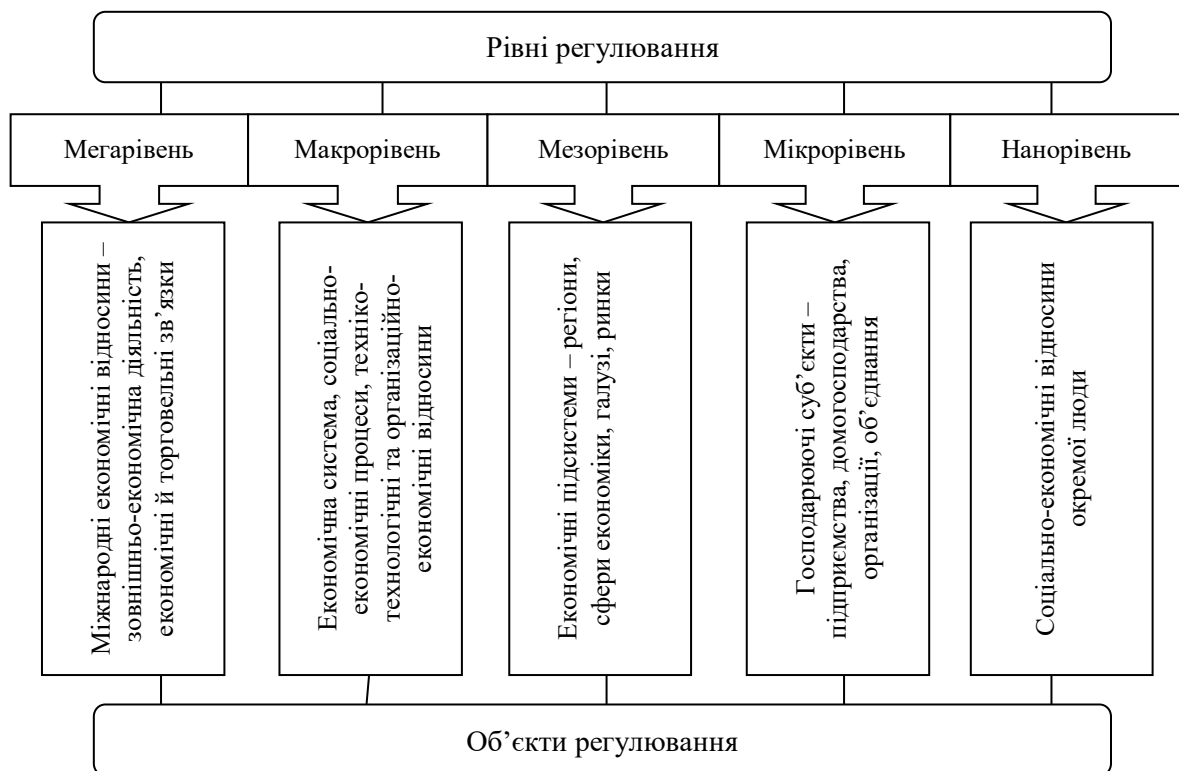 Рівні регулювання
Мегарівень
Макрорівень
Мезорівень
Мікрорівень
Нанорівень
Міжнародні економічні відносини –
зовнішньо-економічна діяльність,
економічні й торговельні зв’язки
Економічна система, соціально-
економічні процеси, техніко-
технологічні та організаційно-
економічні відносини
Економічні підсистеми – регіони,
сфери економіки, галузі, ринки
Господарюючі суб’єкти –
підприємства, домогосподарства,
організації, об’єднання
Соціально-економічні відносини
окремої люди
Об’єкти регулювання